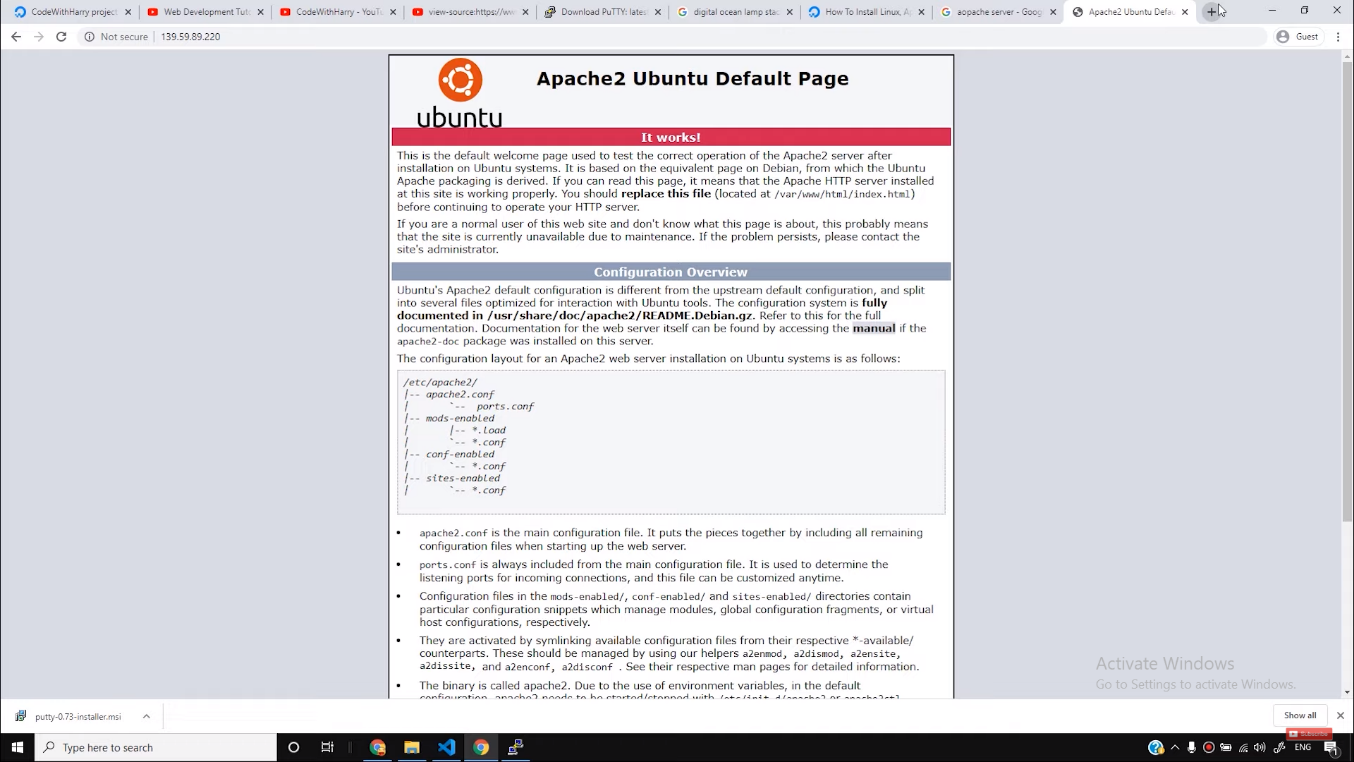 CodeWithHarry project
Web Development Tuto
CodeWithHarry - YouTu
view-source:https://ww
Download PuTTY: latest
digital ocean lamp stac
How To Install Linux, A
aopache server - Goog
Apache2 Ubuntu Defau
Not secure
139.59.89.220
Guest
ubuntu
Apache2 Ubuntu Default Page
It works!
This is the default welcome page used to test the correct operation of the Apache2 server after
installation on Ubuntu systems. It is based on the equivalent page on Debian, from which the Ubuntu
Apache packaging is derived. If you can read this page, it means that the Apache HTTP server installed
at this site is working properly. You should replace this file (located at /var/www/html/index.html)
before continuing to operate your HTTP server.
If you are a normal user of this web site and don't know what this page is about, this probably means
that the site is currently unavailable due to maintenance. If the problem persists, please contact the
site's administrator.
Configuration Overview
Ubuntu's Apache2 default configuration is different from the upstream default configuration, and split
into several files optimized for interaction with Ubuntu tools. The configuration system is fully
documented in /usr/share/doc/apache2/README.Debian.gz. Refer to this for the full
documentation. Documentation for the web server itself can be found by accessing the manual if the
apache2-doc package was installed on this server.
The configuration layout for an Apache2 web server installation on Ubuntu systems is as follows:
/etc/apache2/
|-- apache2.conf
|       `--  ports.conf
|-- mods-enabled
|       |-- *.load
|       `-- *.conf
|-- conf-enabled
|       `-- *.conf
|-- sites-enabled
|       `-- *.conf
• apache2.conf is the main configuration file. It puts the pieces together by including all remaining
configuration files when starting up the web server.
• ports.conf is always included from the main configuration file. It is used to determine the
listening ports for incoming connections, and this file can be customized anytime.
• Configuration files in the mods-enabled/, conf-enabled/ and sites-enabled/ directories contain
particular configuration snippets which manage modules, global configuration fragments, or virtual
host configurations, respectively.
• They are activated by symlinking available configuration files from their respective *-available/
counterparts. These should be managed by using our helpers a2enmod, a2dismod, a2ensite,
a2dissite, and a2enconf, a2disconf . See their respective man pages for detailed information.
• The binary is called apache2. Due to the use of environment variables, in the default
configuration, apache2 needs to be started/stopped with /etc/init.d/apache2 or apache2ctl.
Activate Windows
Go to Settings to activate Windows.
putty-0.73-installer.msi
Show all
Subscribe
Type here to search
ENG
1